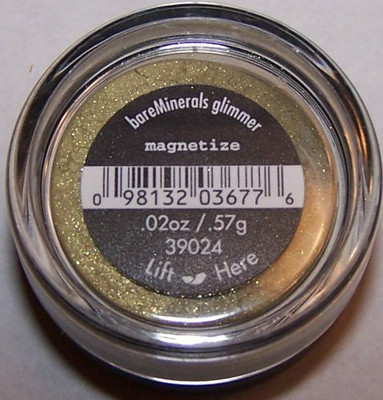 bareMinerals glimmer
magnetize
0 98132 03677 6
.02oz /.57g
39024
Lift Here